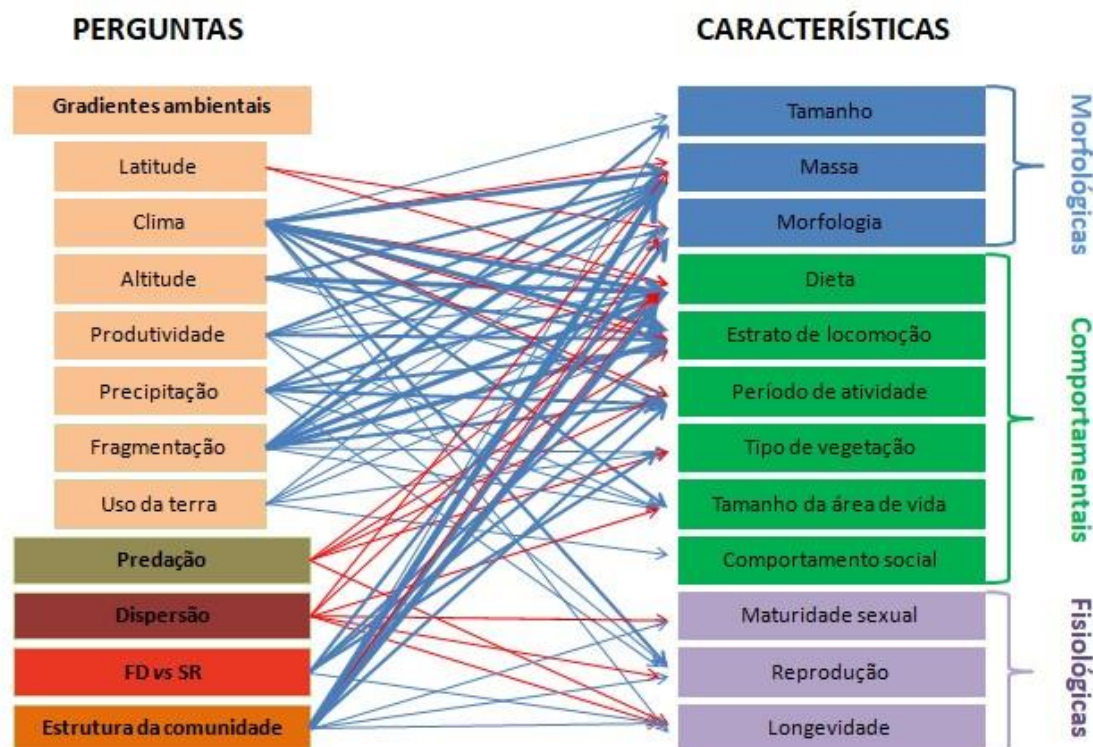 PERGUNTAS
Gradientes ambientais
Latitude
Clima
Altitude
Produtividade
Precipitação
Fragmentação
Uso da terra
Predação
Dispersão
FD vs SR
Estrutura da comunidade
CARACTERÍSTICAS
Tamanho
Massa
Morfologia
Dieta
Estrato de locomoção
Período de atividade
Tipo de vegetação
Tamanho da área de vida
Comportamento social
Maturidade sexual
Reprodução
Longevidade
Morfológicas
Comportamentais
Fisiológicas